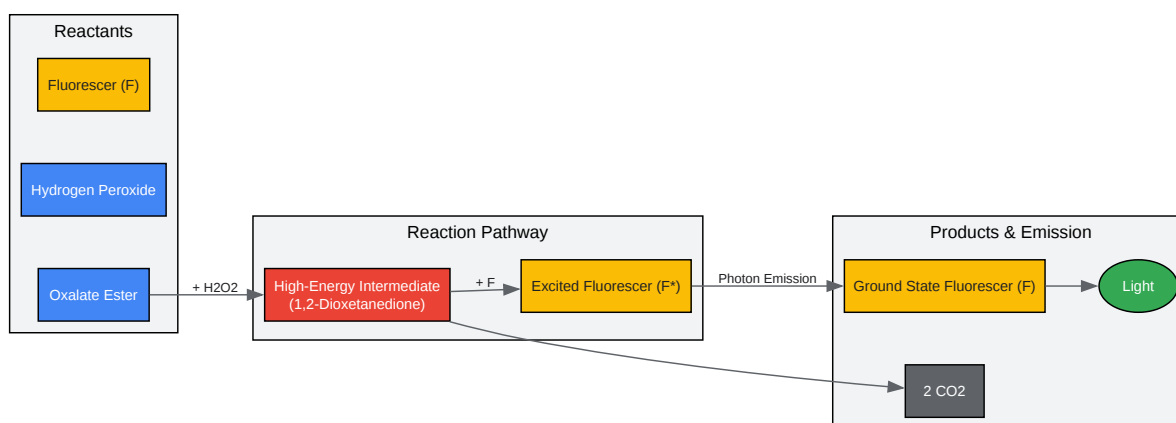 Reactants
Fluorescer (F)
Hydrogen Peroxide
Oxalate Ester
+ H2O2
Reaction Pathway
High-Energy Intermediate
(1,2-Dioxetanedione)
+ F
Excited Fluorescer (F*)
Photon Emission
Products & Emission
Ground State Fluorescer (F)
Light
2 CO2